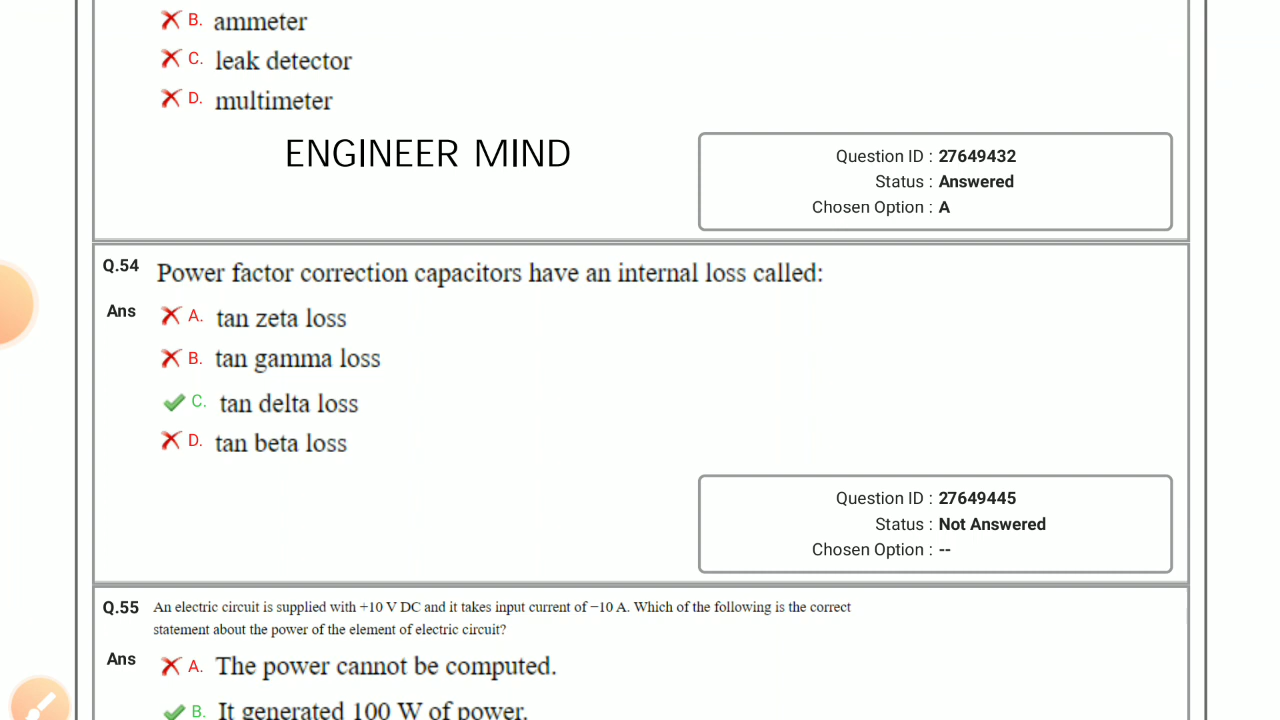 B. ammeter
C. leak detector
D. multimeter
ENGINEER MIND
Question ID : 27649432
Status : Answered
Chosen Option : A
Q.54 Power factor correction capacitors have an internal loss called:
Ans A. tan zeta loss
B. tan gamma loss
C. tan delta loss
D. tan beta loss
Question ID : 27649445
Status : Not Answered
Chosen Option : --
Q.55 An electric circuit is supplied with +10 V DC and it takes input current of −10 A. Which of the following is the correct
statement about the power of the element of electric circuit?
Ans A. The power cannot be computed.
B. It generated 100 W of power.